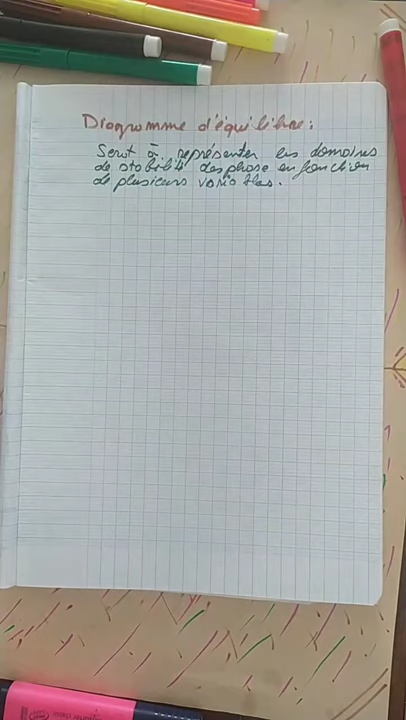 Diagramme d'équilibre:
Sert à représenter les domaines
de stabilité des phase en fonction
de plusieurs variables.